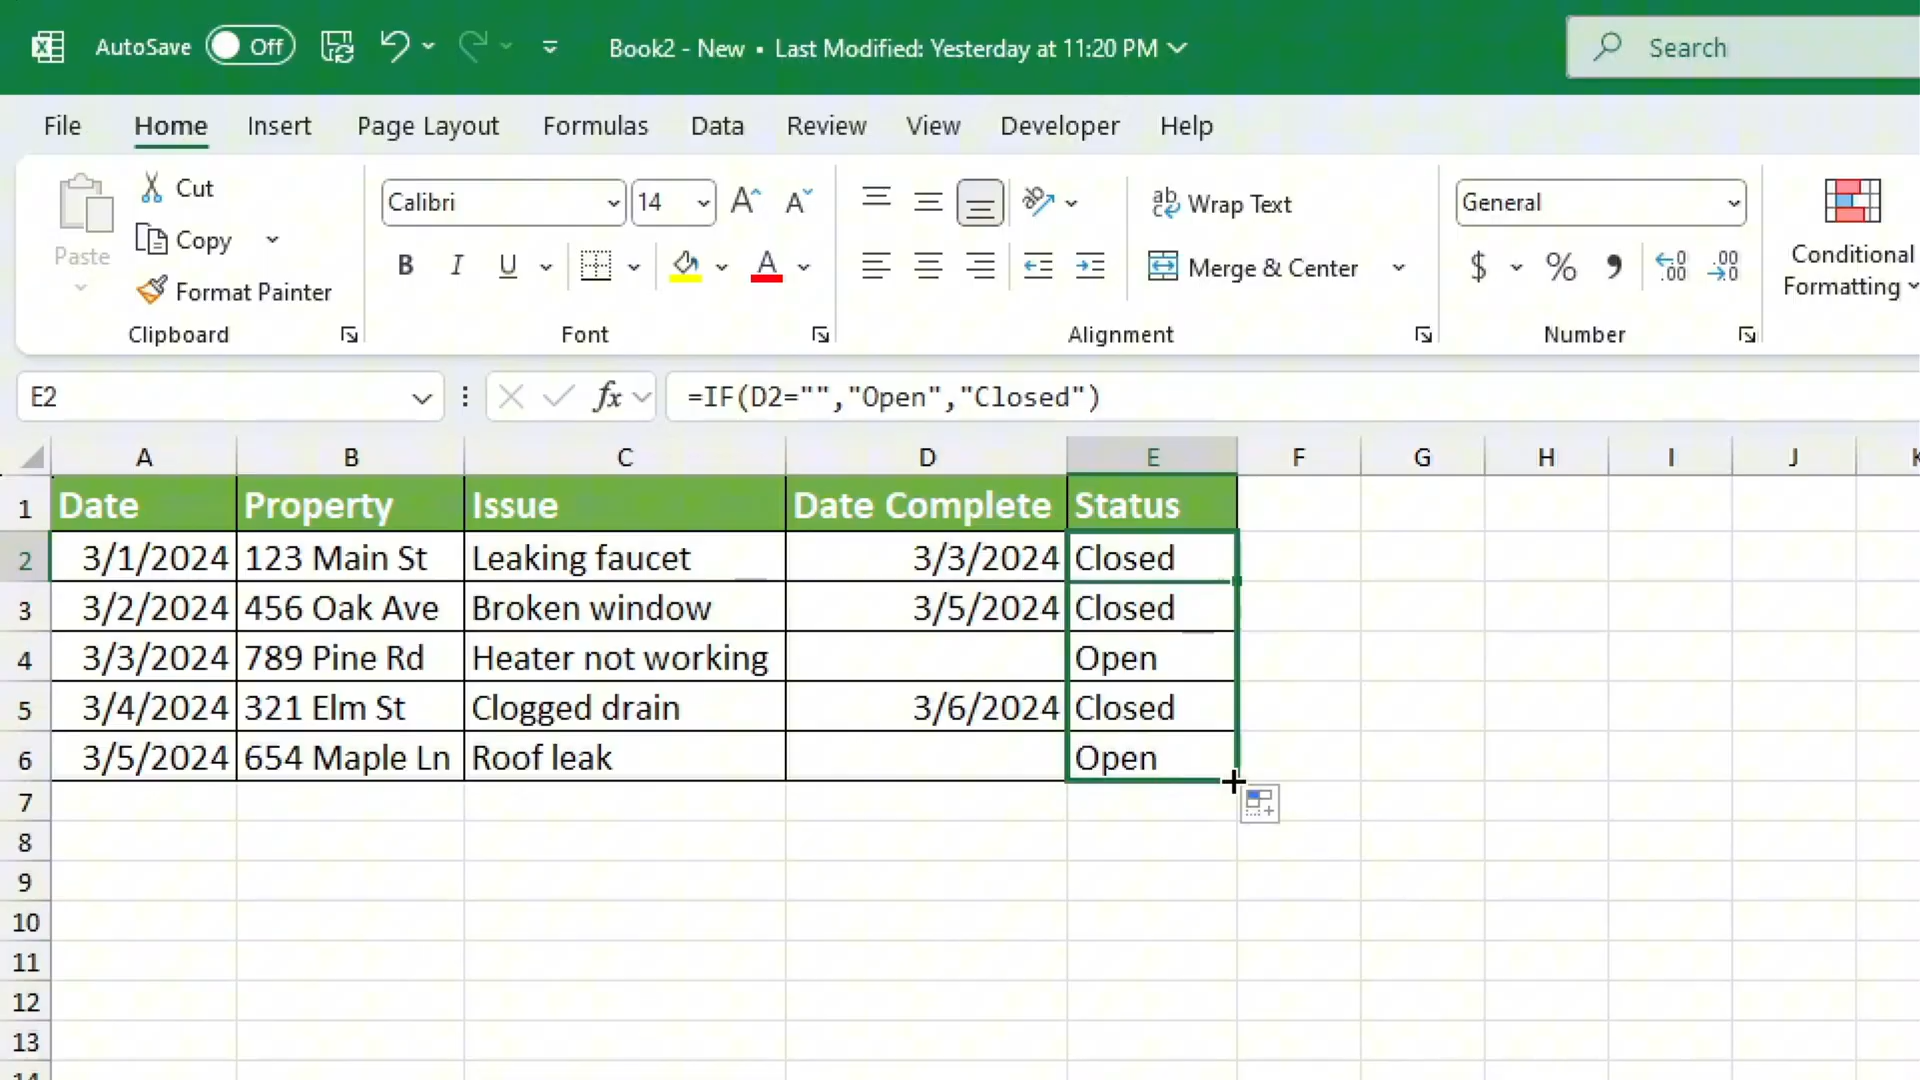 AutoSave Off Book2 - New • Last Modified: Yesterday at 11:20 PM Search
File Home Insert Page Layout Formulas Data Review View Developer Help
Paste
Cut
Copy
Format Painter
Clipboard
Calibri 14
B I U A
Font
Wrap Text
Merge & Center
Alignment
General
$ % ,
Number
Conditional
Formatting
E2 fx =IF(D2="","Open","Closed")
A B C D E F G H I J K
1 Date Property Issue Date Complete Status
2 3/1/2024 123 Main St Leaking faucet 3/3/2024 Closed
3 3/2/2024 456 Oak Ave Broken window 3/5/2024 Closed
4 3/3/2024 789 Pine Rd Heater not working Open
5 3/4/2024 321 Elm St Clogged drain 3/6/2024 Closed
6 3/5/2024 654 Maple Ln Roof leak Open
7
8
9
10
11
12
13
14